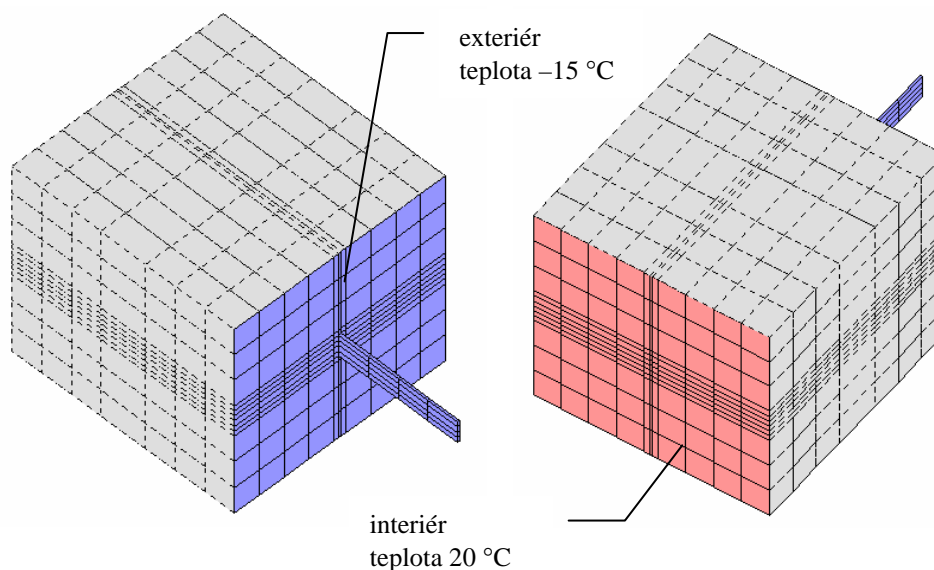 exteriér
teplota –15 °C
interiér
teplota 20 °C